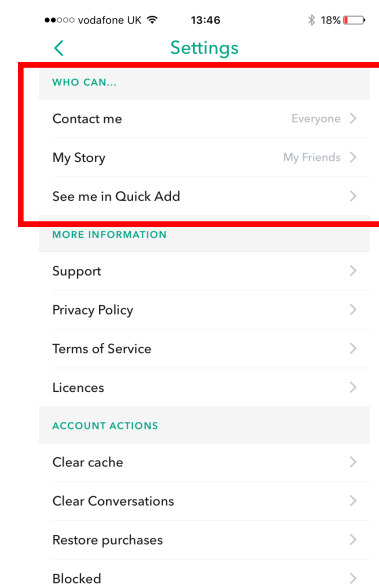 vodafone UK 13:46 18%
Settings
WHO CAN...
Contact me Everyone
My Story My Friends
See me in Quick Add
MORE INFORMATION
Support
Privacy Policy
Terms of Service
Licences
ACCOUNT ACTIONS
Clear cache
Clear Conversations
Restore purchases
Blocked